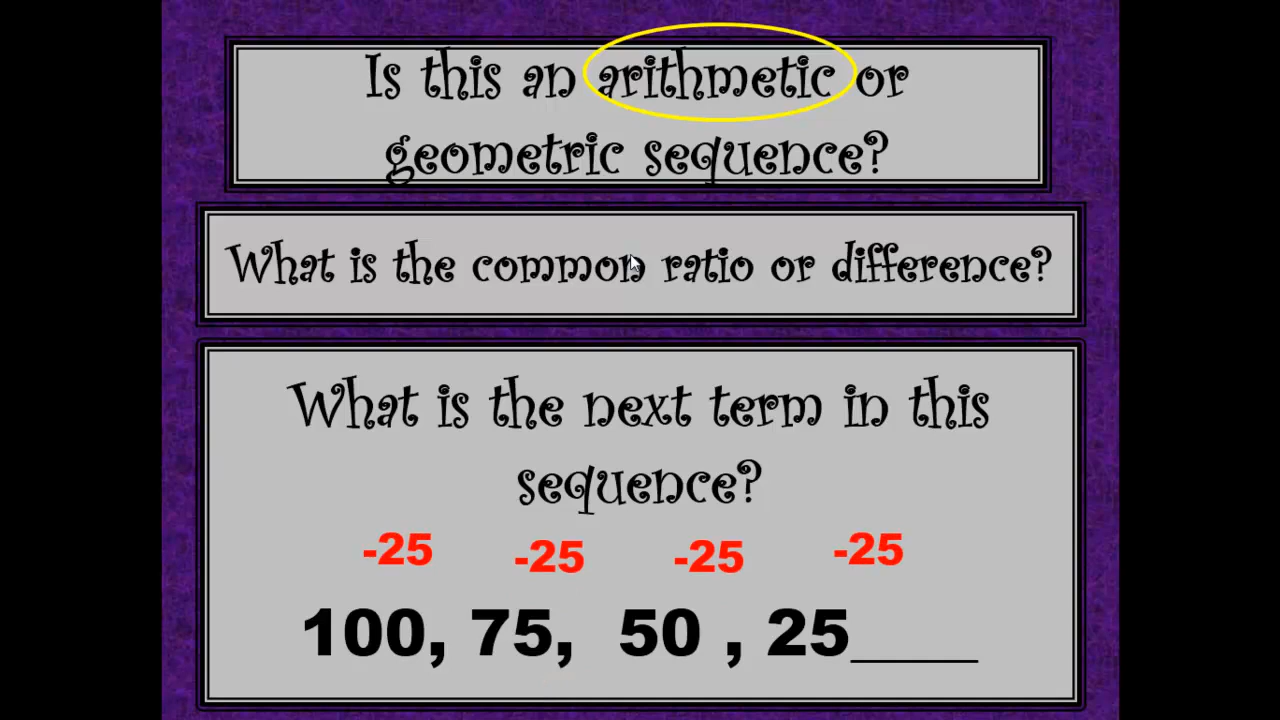 Is this an arithmetic or
geometric sequence?
What is the common ratio or difference?
What is the next term in this
sequence?
-25 -25 -25 -25
100, 75, 50 , 25____